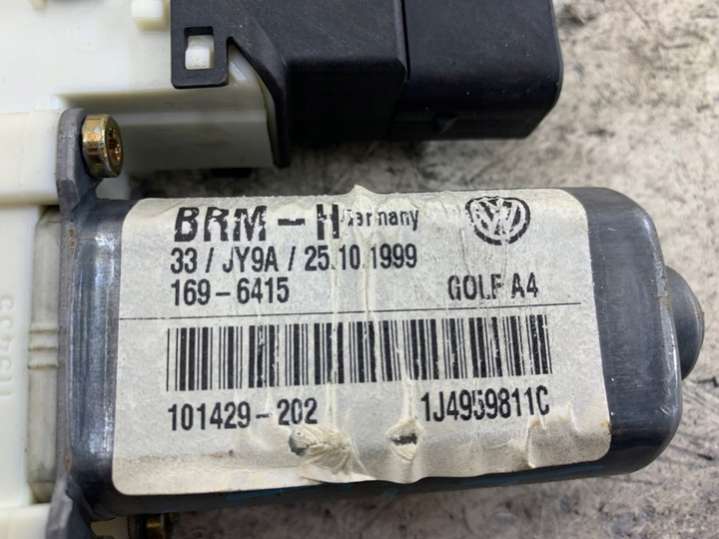 BRM-H Germany
33 / JY9A / 25.10.1999
169-6415 GOLF A4
101429-202 1J4959811C